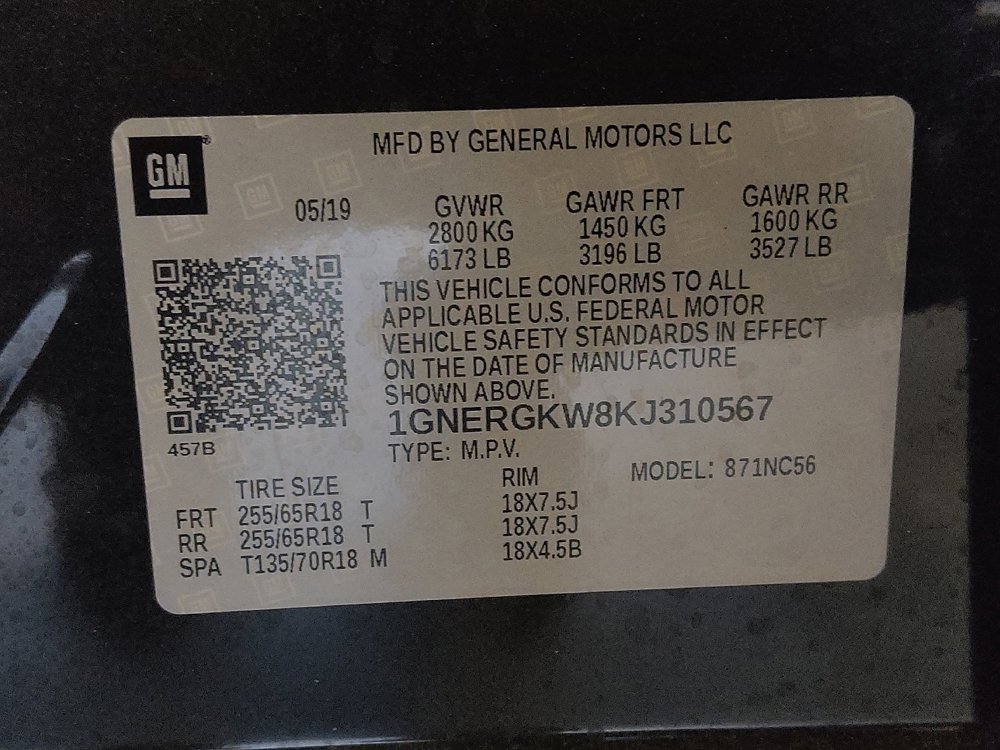 GM
MFD BY GENERAL MOTORS LLC
05/19 GVWR GAWR FRT GAWR RR
2800 KG 1450 KG 1600 KG
6173 LB 3196 LB 3527 LB
THIS VEHICLE CONFORMS TO ALL
APPLICABLE U.S. FEDERAL MOTOR
VEHICLE SAFETY STANDARDS IN EFFECT
ON THE DATE OF MANUFACTURE
SHOWN ABOVE.
1GNERGKW8KJ310567
457B
TYPE: M.P.V. MODEL: 871NC56
TIRE SIZE RIM
FRT 255/65R18 T 18X7.5J
RR 255/65R18 T 18X7.5J
SPA T135/70R18 M 18X4.5B